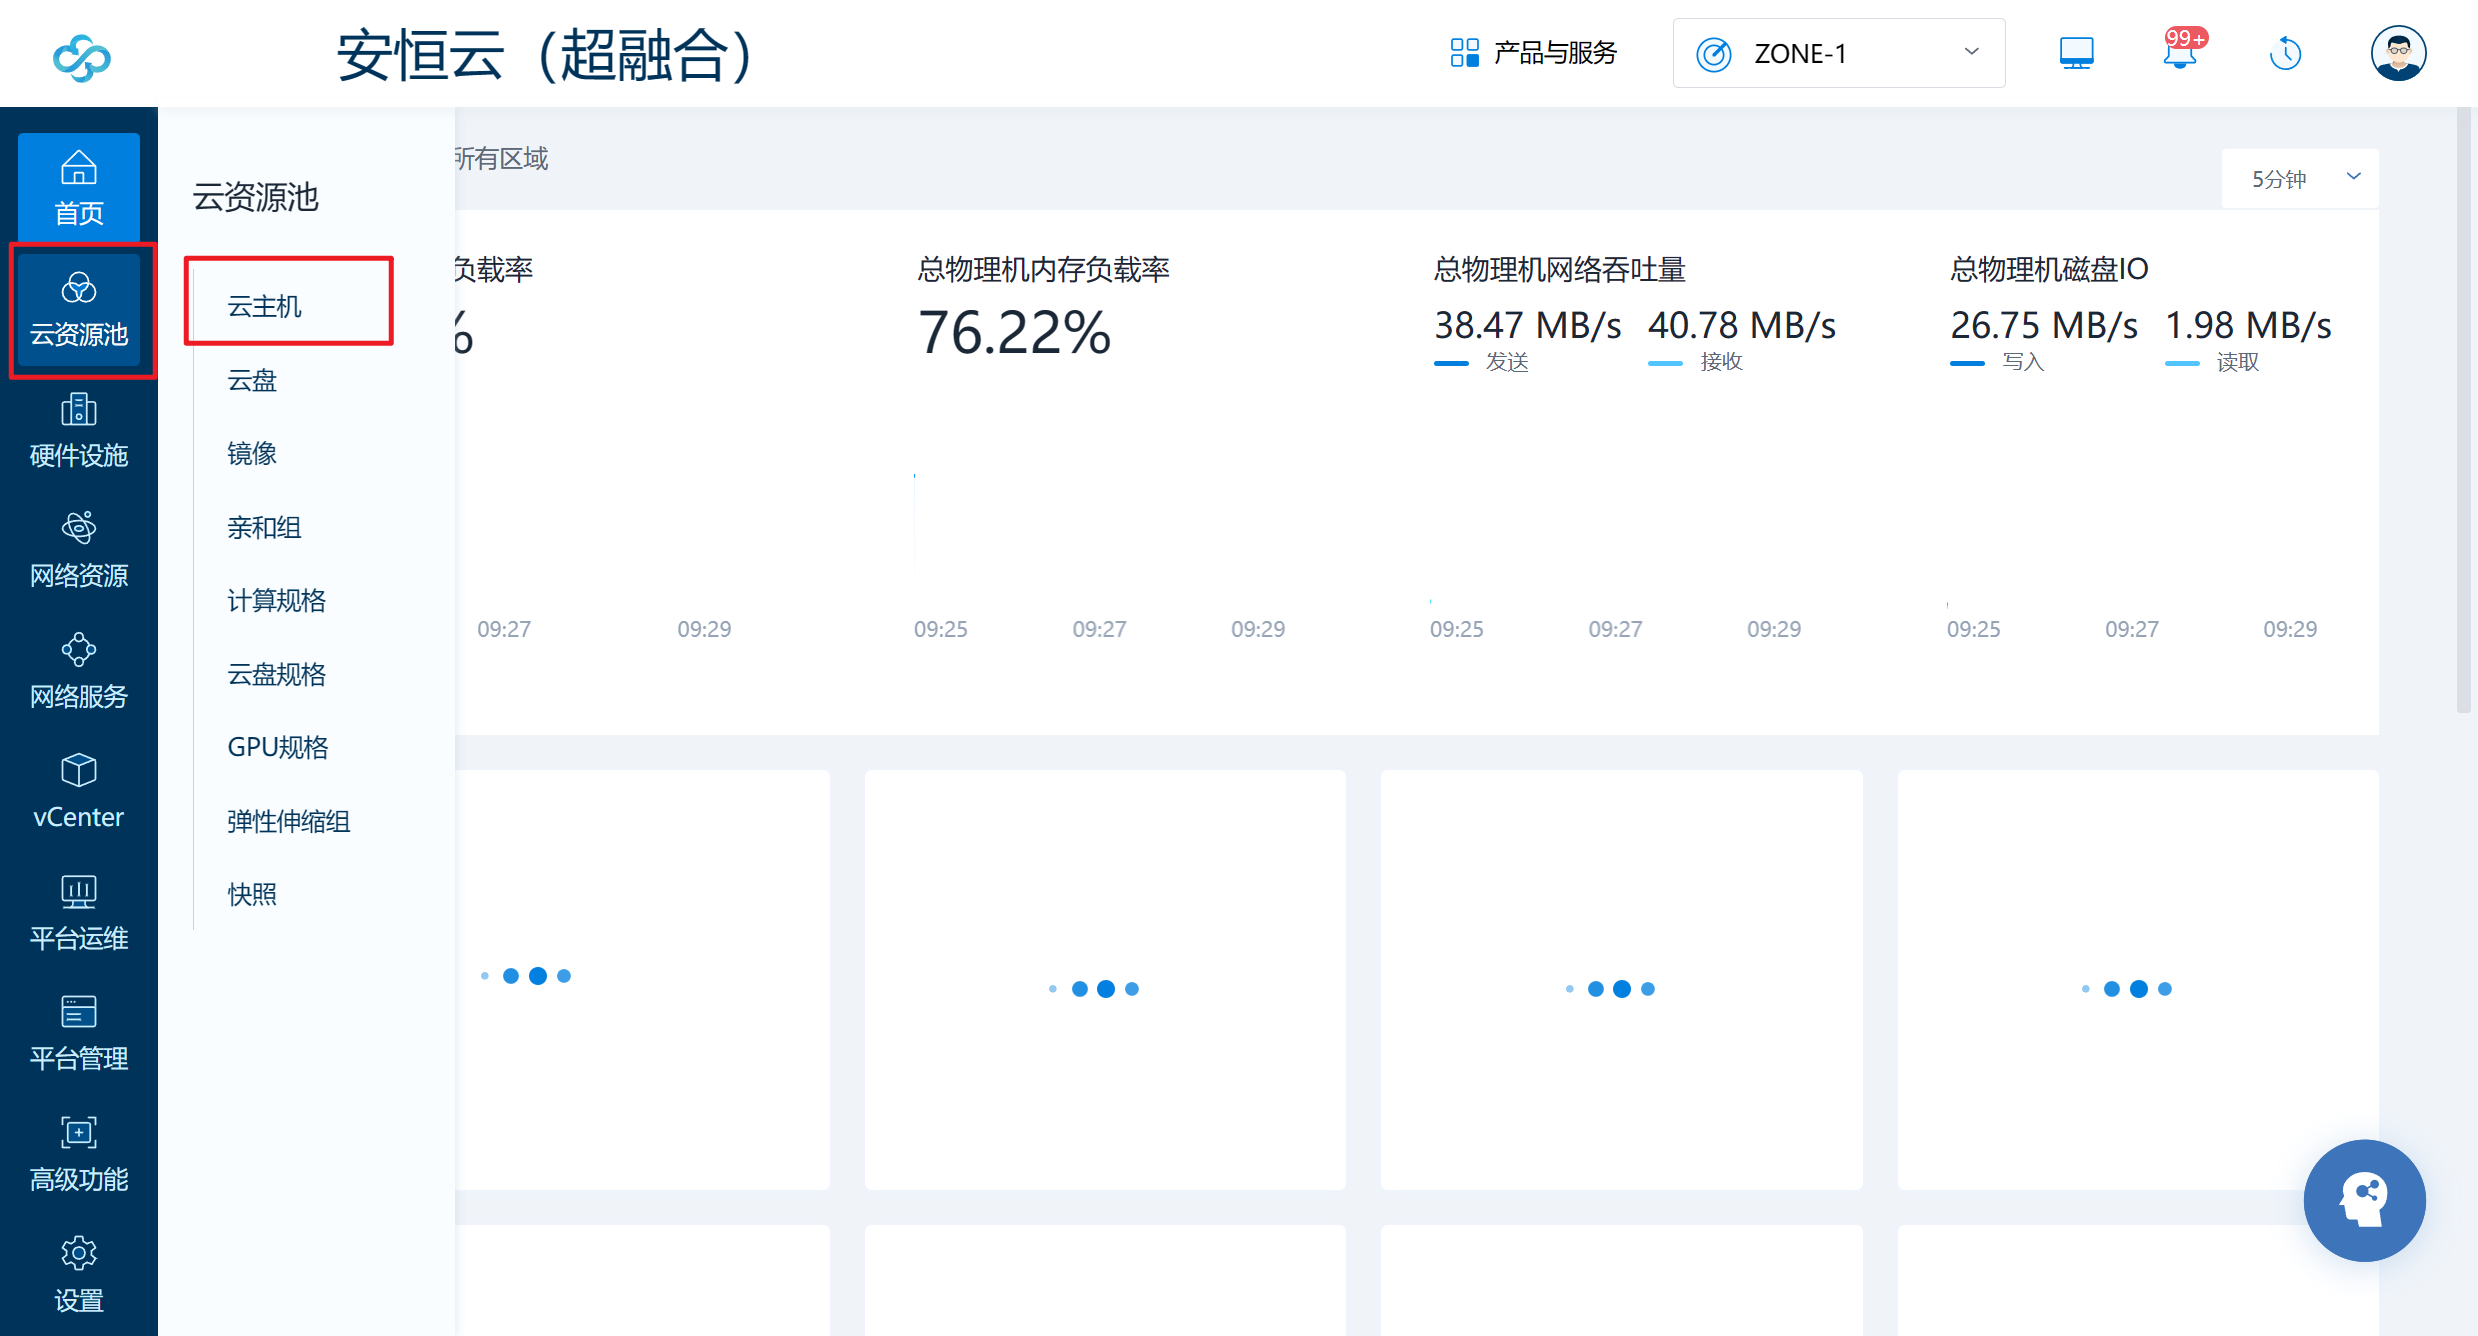 安恒云（超融合）
产品与服务
ZONE-1
99+
首页
云资源池
硬件设施
网络资源
网络服务
vCenter
平台运维
平台管理
高级功能
设置
云资源池
云主机
云盘
镜像
亲和组
计算规格
云盘规格
GPU规格
弹性伸缩组
快照
所有区域
5分钟
负载率
%
09:27 09:29
总物理机内存负载率
76.22%
09:25 09:27 09:29
总物理机网络吞吐量
38.47 MB/s 40.78 MB/s
发送 接收
09:25 09:27 09:29
总物理机磁盘IO
26.75 MB/s 1.98 MB/s
写入 读取
09:25 09:27 09:29